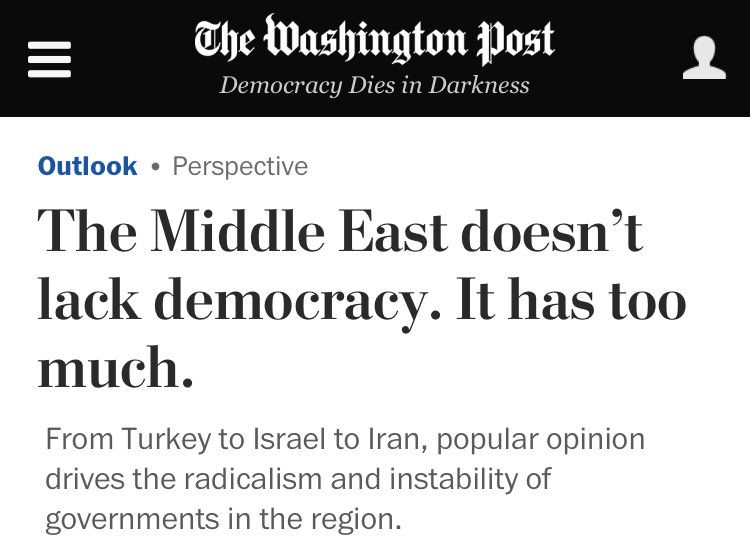 The Washington Post
Democracy Dies in Darkness
Outlook • Perspective
The Middle East doesn’t
lack democracy. It has too
much.
From Turkey to Israel to Iran, popular opinion
drives the radicalism and instability of
governments in the region.